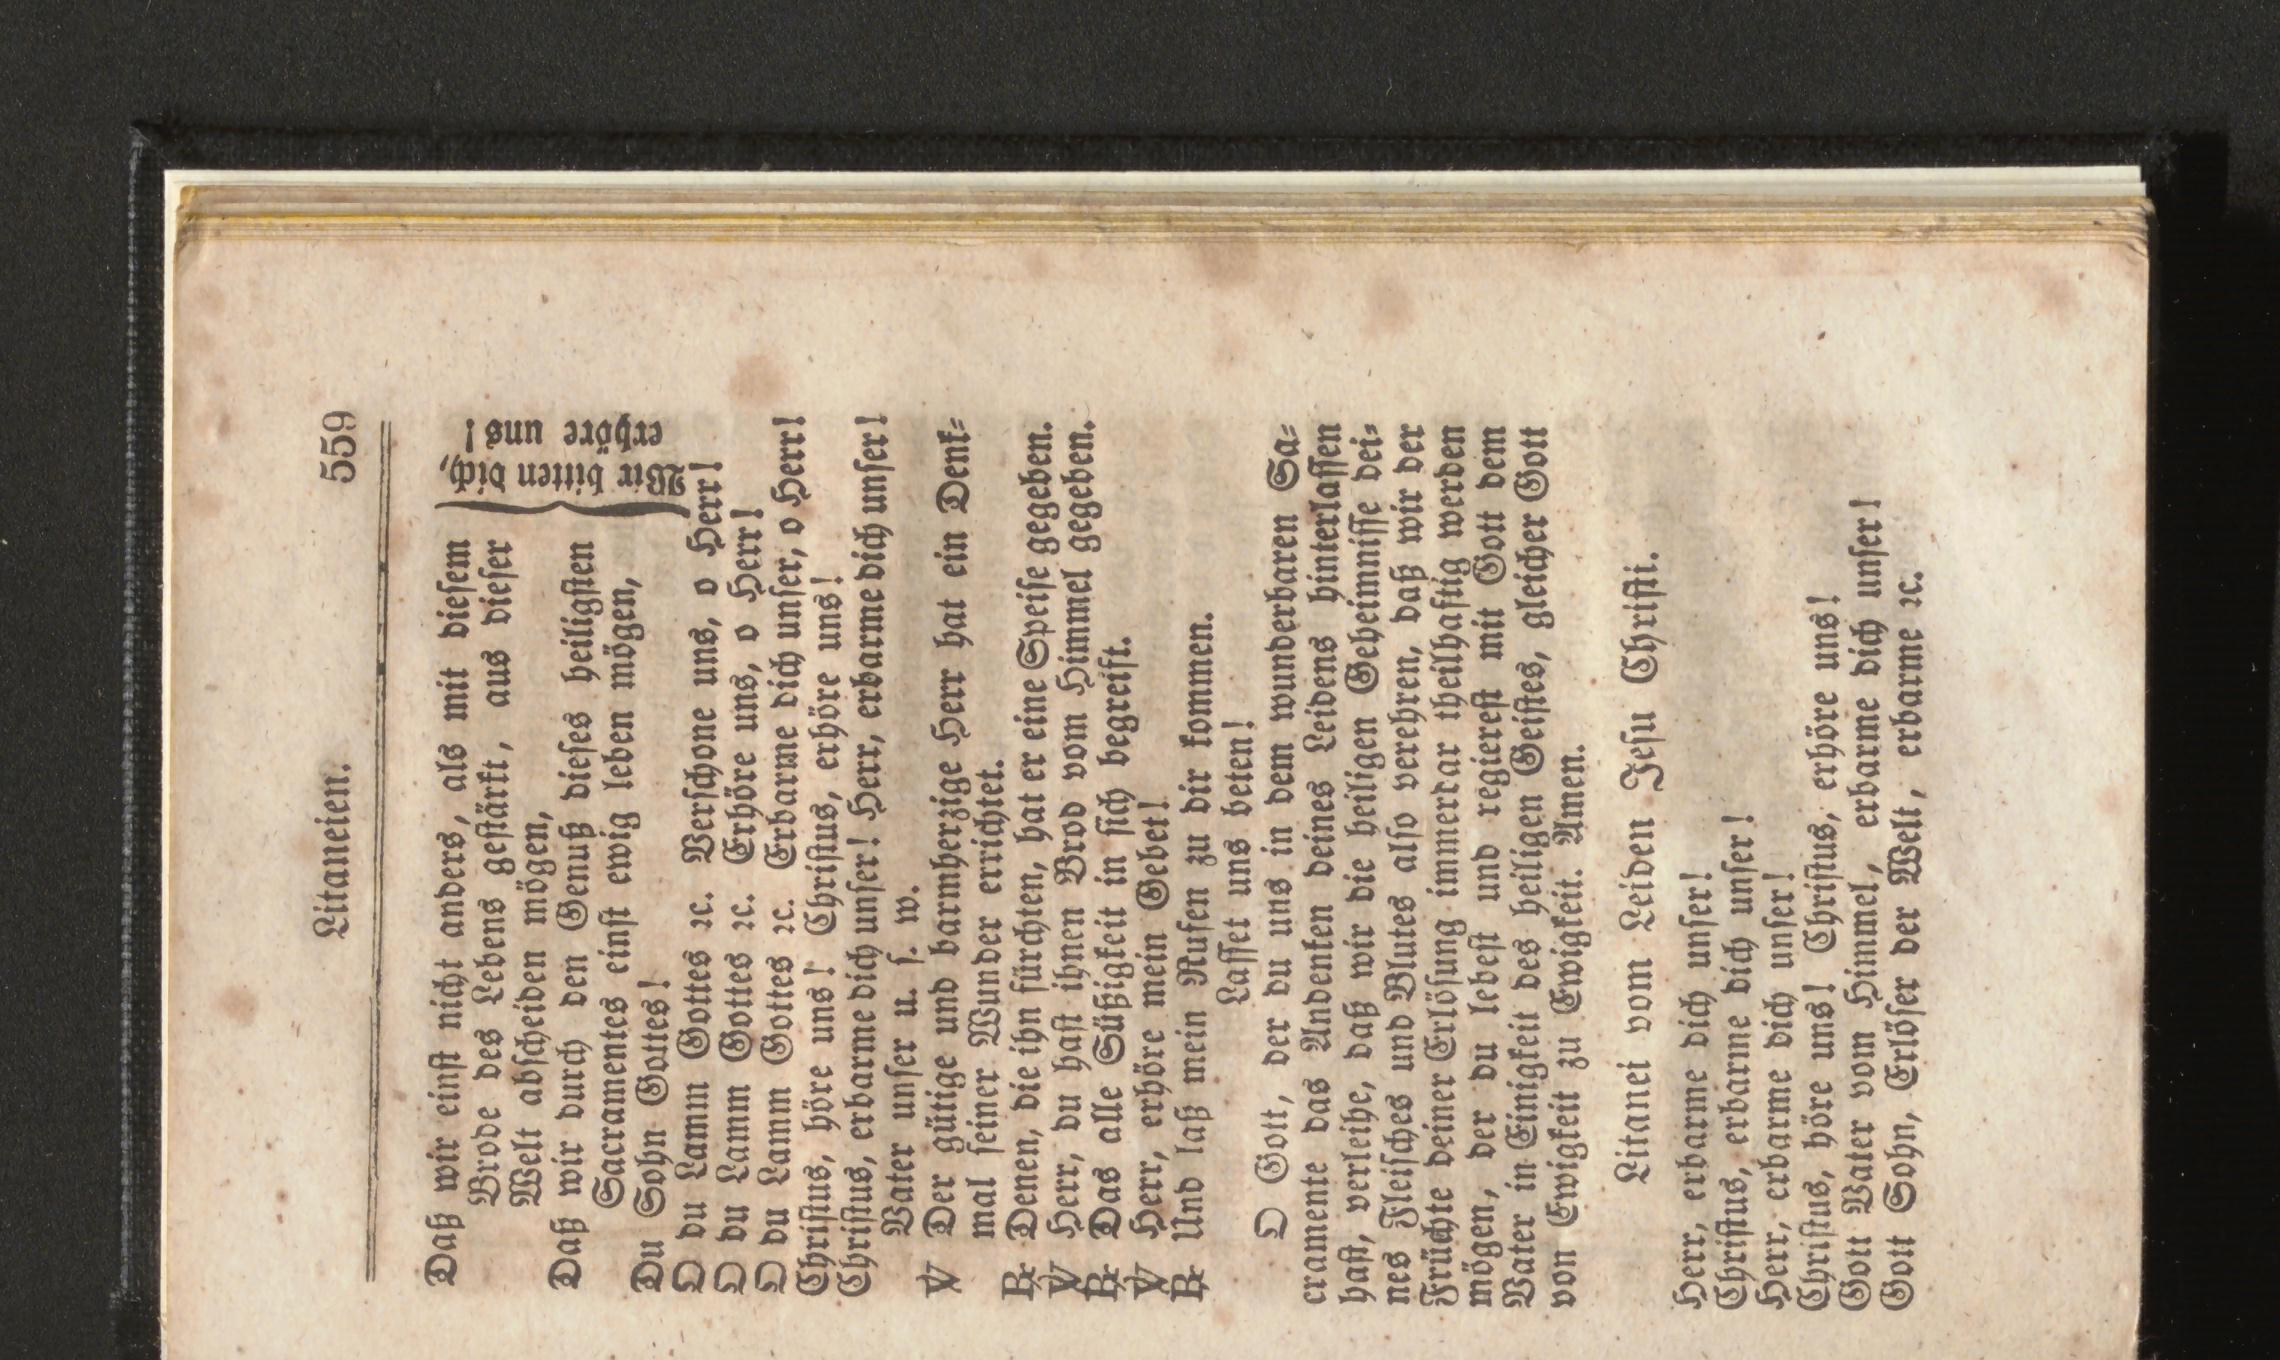 Litaneien. 559
Daß wir einst nicht anders, als mit diesem
Brode des Lebens gestärkt, aus dieser
Welt abscheiden mögen,
Daß wir durch den Genuß dieses heiligsten
Sacramentes einst ewig leben mögen,
Wir bitten dich,
erhöre uns!
Du Sohn Gottes!
O du Lamm Gottes ꝛc. Verschone uns, o Herr!
O du Lamm Gottes ꝛc. Erhöre uns, o Herr!
O du Lamm Gottes ꝛc. Erbarme dich unser, o Herr!
Christus, höre uns! Christus, erhöre uns!
Christus, erbarme dich unser! Herr, erbarme dich unser!
Vater unser u. s. w.
℣ Der gütige und barmherzige Herr hat ein Denk-
mal seiner Wunder errichtet.
℟ Denen, die ihn fürchten, hat er eine Speise gegeben.
℣ Herr, du hast ihnen Brod vom Himmel gegeben.
℟ Das alle Süßigkeit in sich begreift.
℣ Herr, erhöre mein Gebet!
℟ Und laß mein Rufen zu dir kommen.
Lasset uns beten!
O Gott, der du uns in dem wunderbaren Sa-
cramente das Andenken deines Leidens hinterlassen
hast, verleihe, daß wir die heiligen Geheimnisse dei-
nes Fleisches und Blutes also verehren, daß wir der
Früchte deiner Erlösung immerdar theilhaftig werden
mögen, der du lebest und regierest mit Gott dem
Vater in Einigkeit des heiligen Geistes, gleicher Gott
von Ewigkeit zu Ewigkeit. Amen.
Litanei vom Leiden Jesu Christi.
Herr, erbarme dich unser!
Christus, erbarme dich unser!
Herr, erbarme dich unser!
Christus, höre uns! Christus, erhöre uns!
Gott Vater vom Himmel, erbarme dich unser!
Gott Sohn, Erlöser der Welt, erbarme ꝛc.